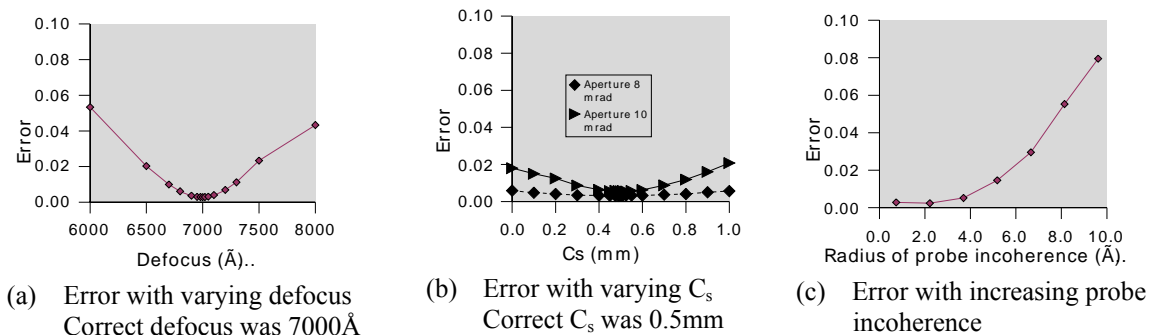 0.10
0.08
0.06
0.04
0.02
0.00
Error
6000 6500 7000 7500 8000
Defocus (Ã)..
(a) Error with varying defocus
Correct defocus was 7000Å
0.10
0.08
0.06
0.04
0.02
0.00
Error
Aperture 8
mrad
Aperture 10
mrad
0.0 0.2 0.4 0.6 0.8 1.0
Cs (mm)
(b) Error with varying Cₛ
Correct Cₛ was 0.5mm
0.10
0.08
0.06
0.04
0.02
0.00
Error
0.0 2.0 4.0 6.0 8.0 10.0
Radius of probe incoherence (Ã).
(c) Error with increasing probe
incoherence